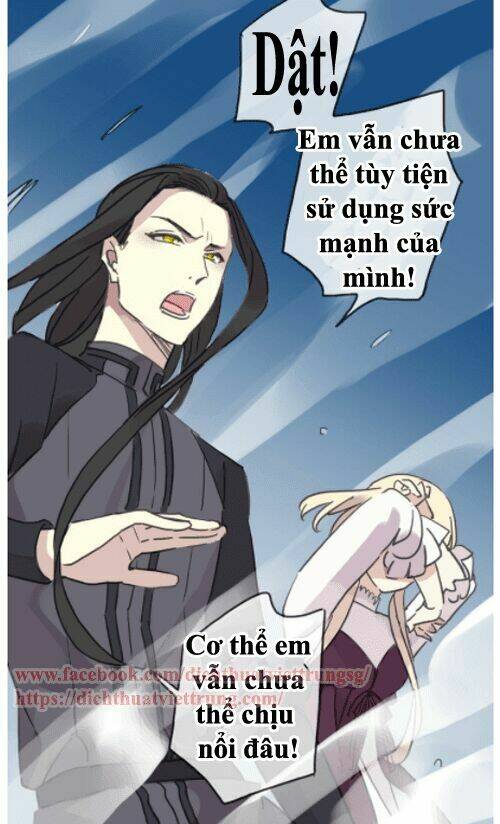 Dật!
Em vẫn chưa
thể tùy tiện
sử dụng sức
mạnh của
mình!
Cơ thể em
www.facebook.com/dichthuatviettrungsg/
vẫn chưa
https://dichthuatviettrung.com/
thể chịu
nổi đâu!